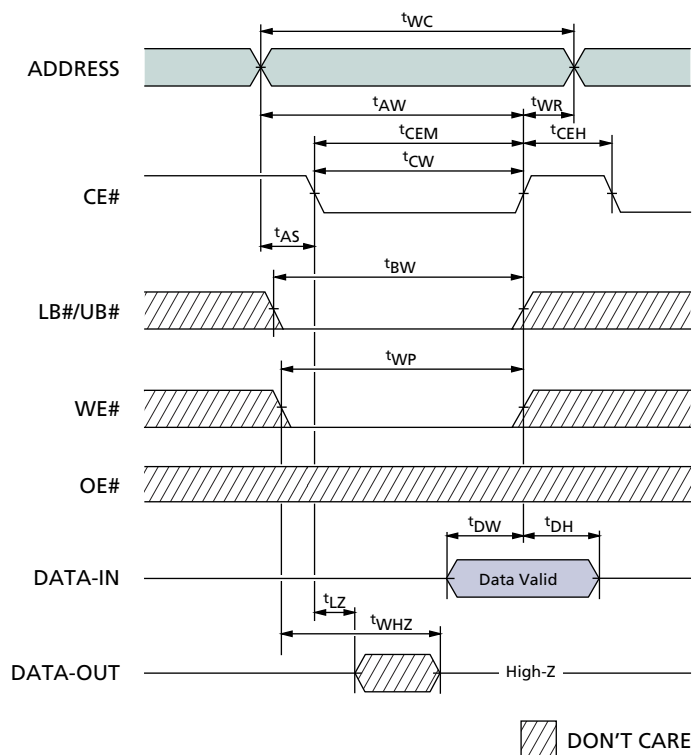 tWC
ADDRESS
tAW
tWR
tCEM
tCEH
tCW
CE#
tAS
tBW
LB#/UB#
tWP
WE#
OE#
tDW
tDH
DATA-IN
Data Valid
tLZ
tWHZ
DATA-OUT
High-Z
DON'T CARE